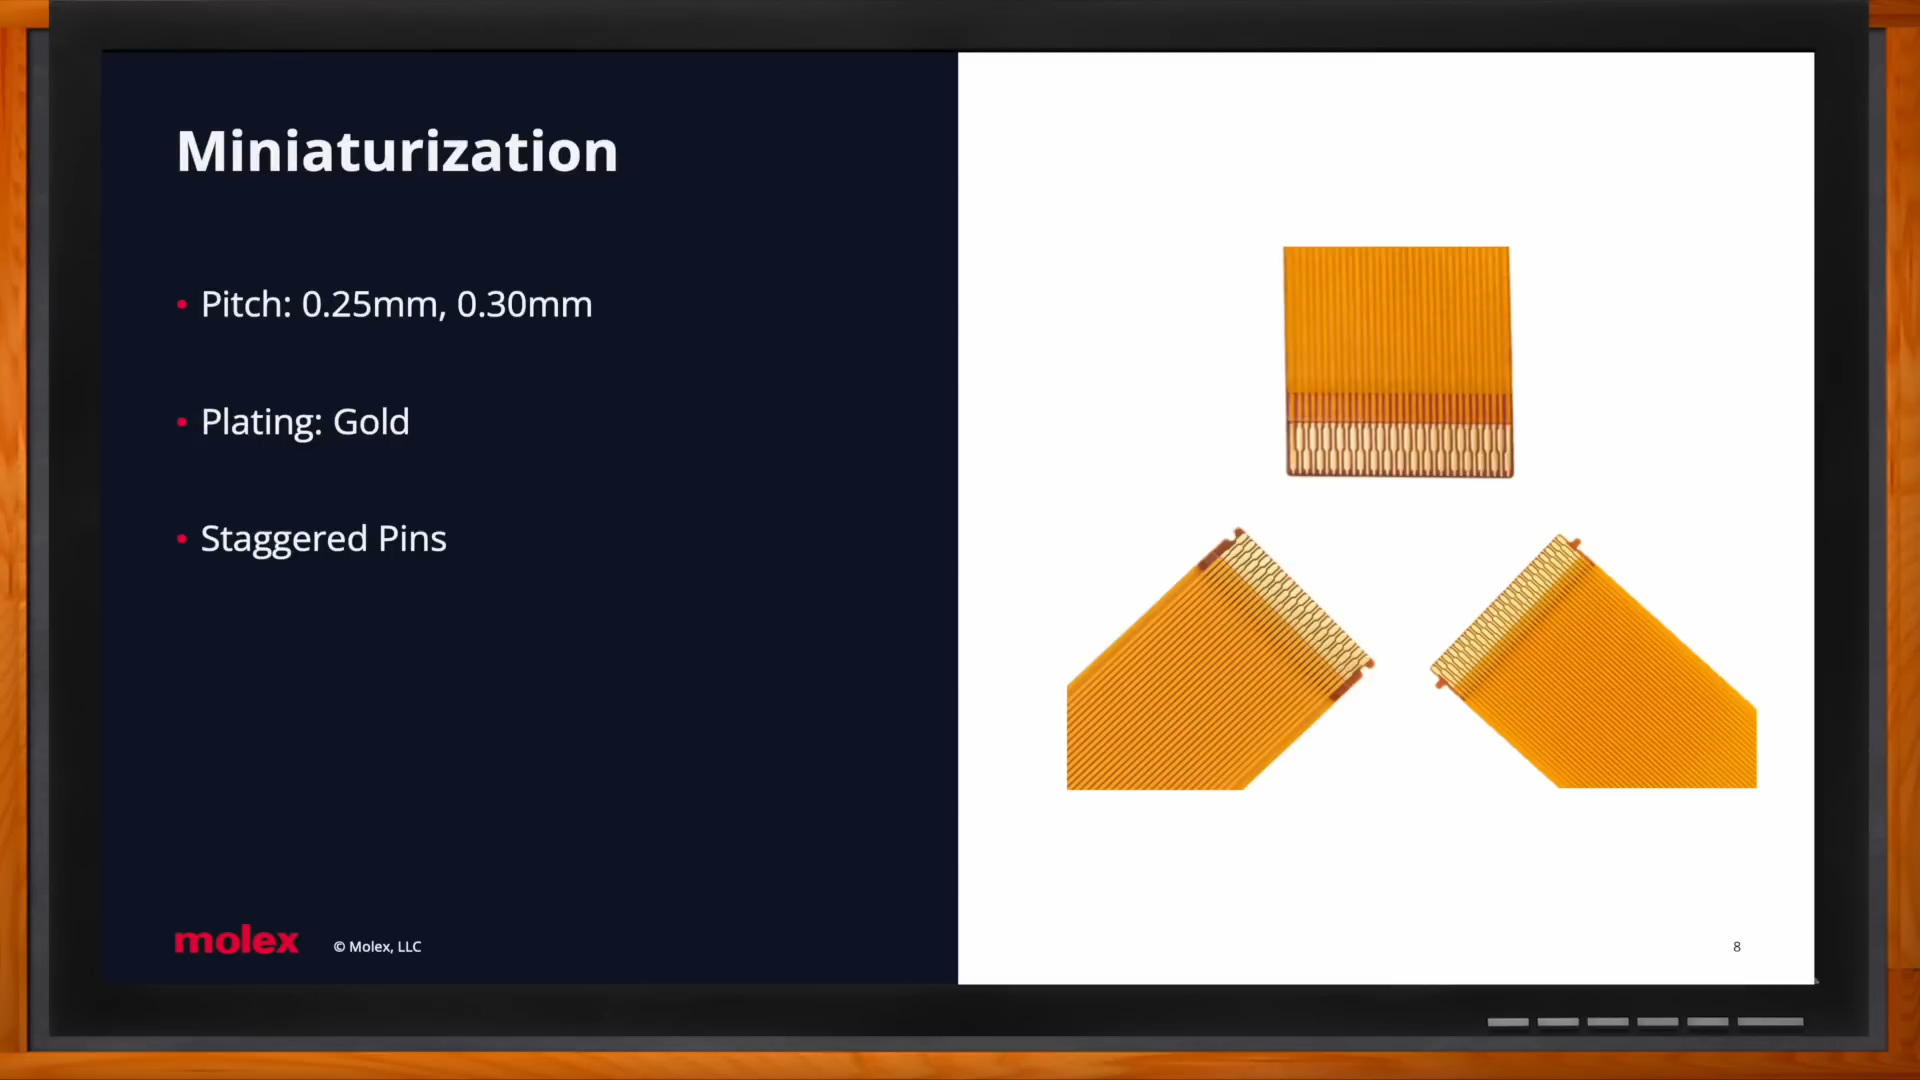 Miniaturization
• Pitch: 0.25mm, 0.30mm
• Plating: Gold
• Staggered Pins
molex © Molex, LLC
8